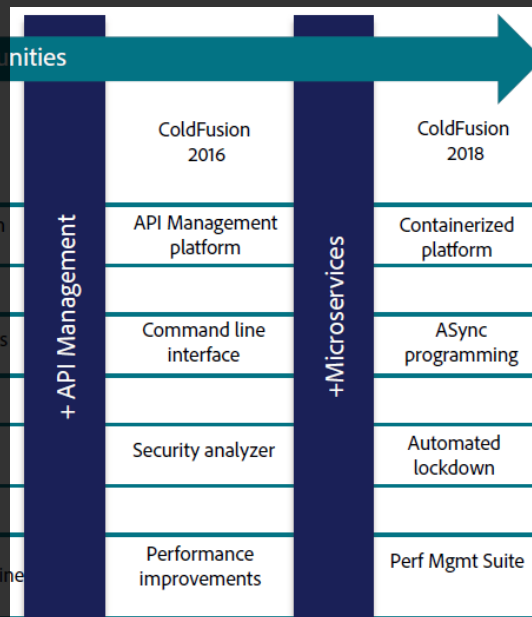 unities
ColdFusion
2016
ColdFusion
2018
+ API Management
API Management
platform
+Microservices
Containerized
platform
Command line
interface
ASync
programming
Security analyzer
Automated
lockdown
Performance
improvements
Perf Mgmt Suite